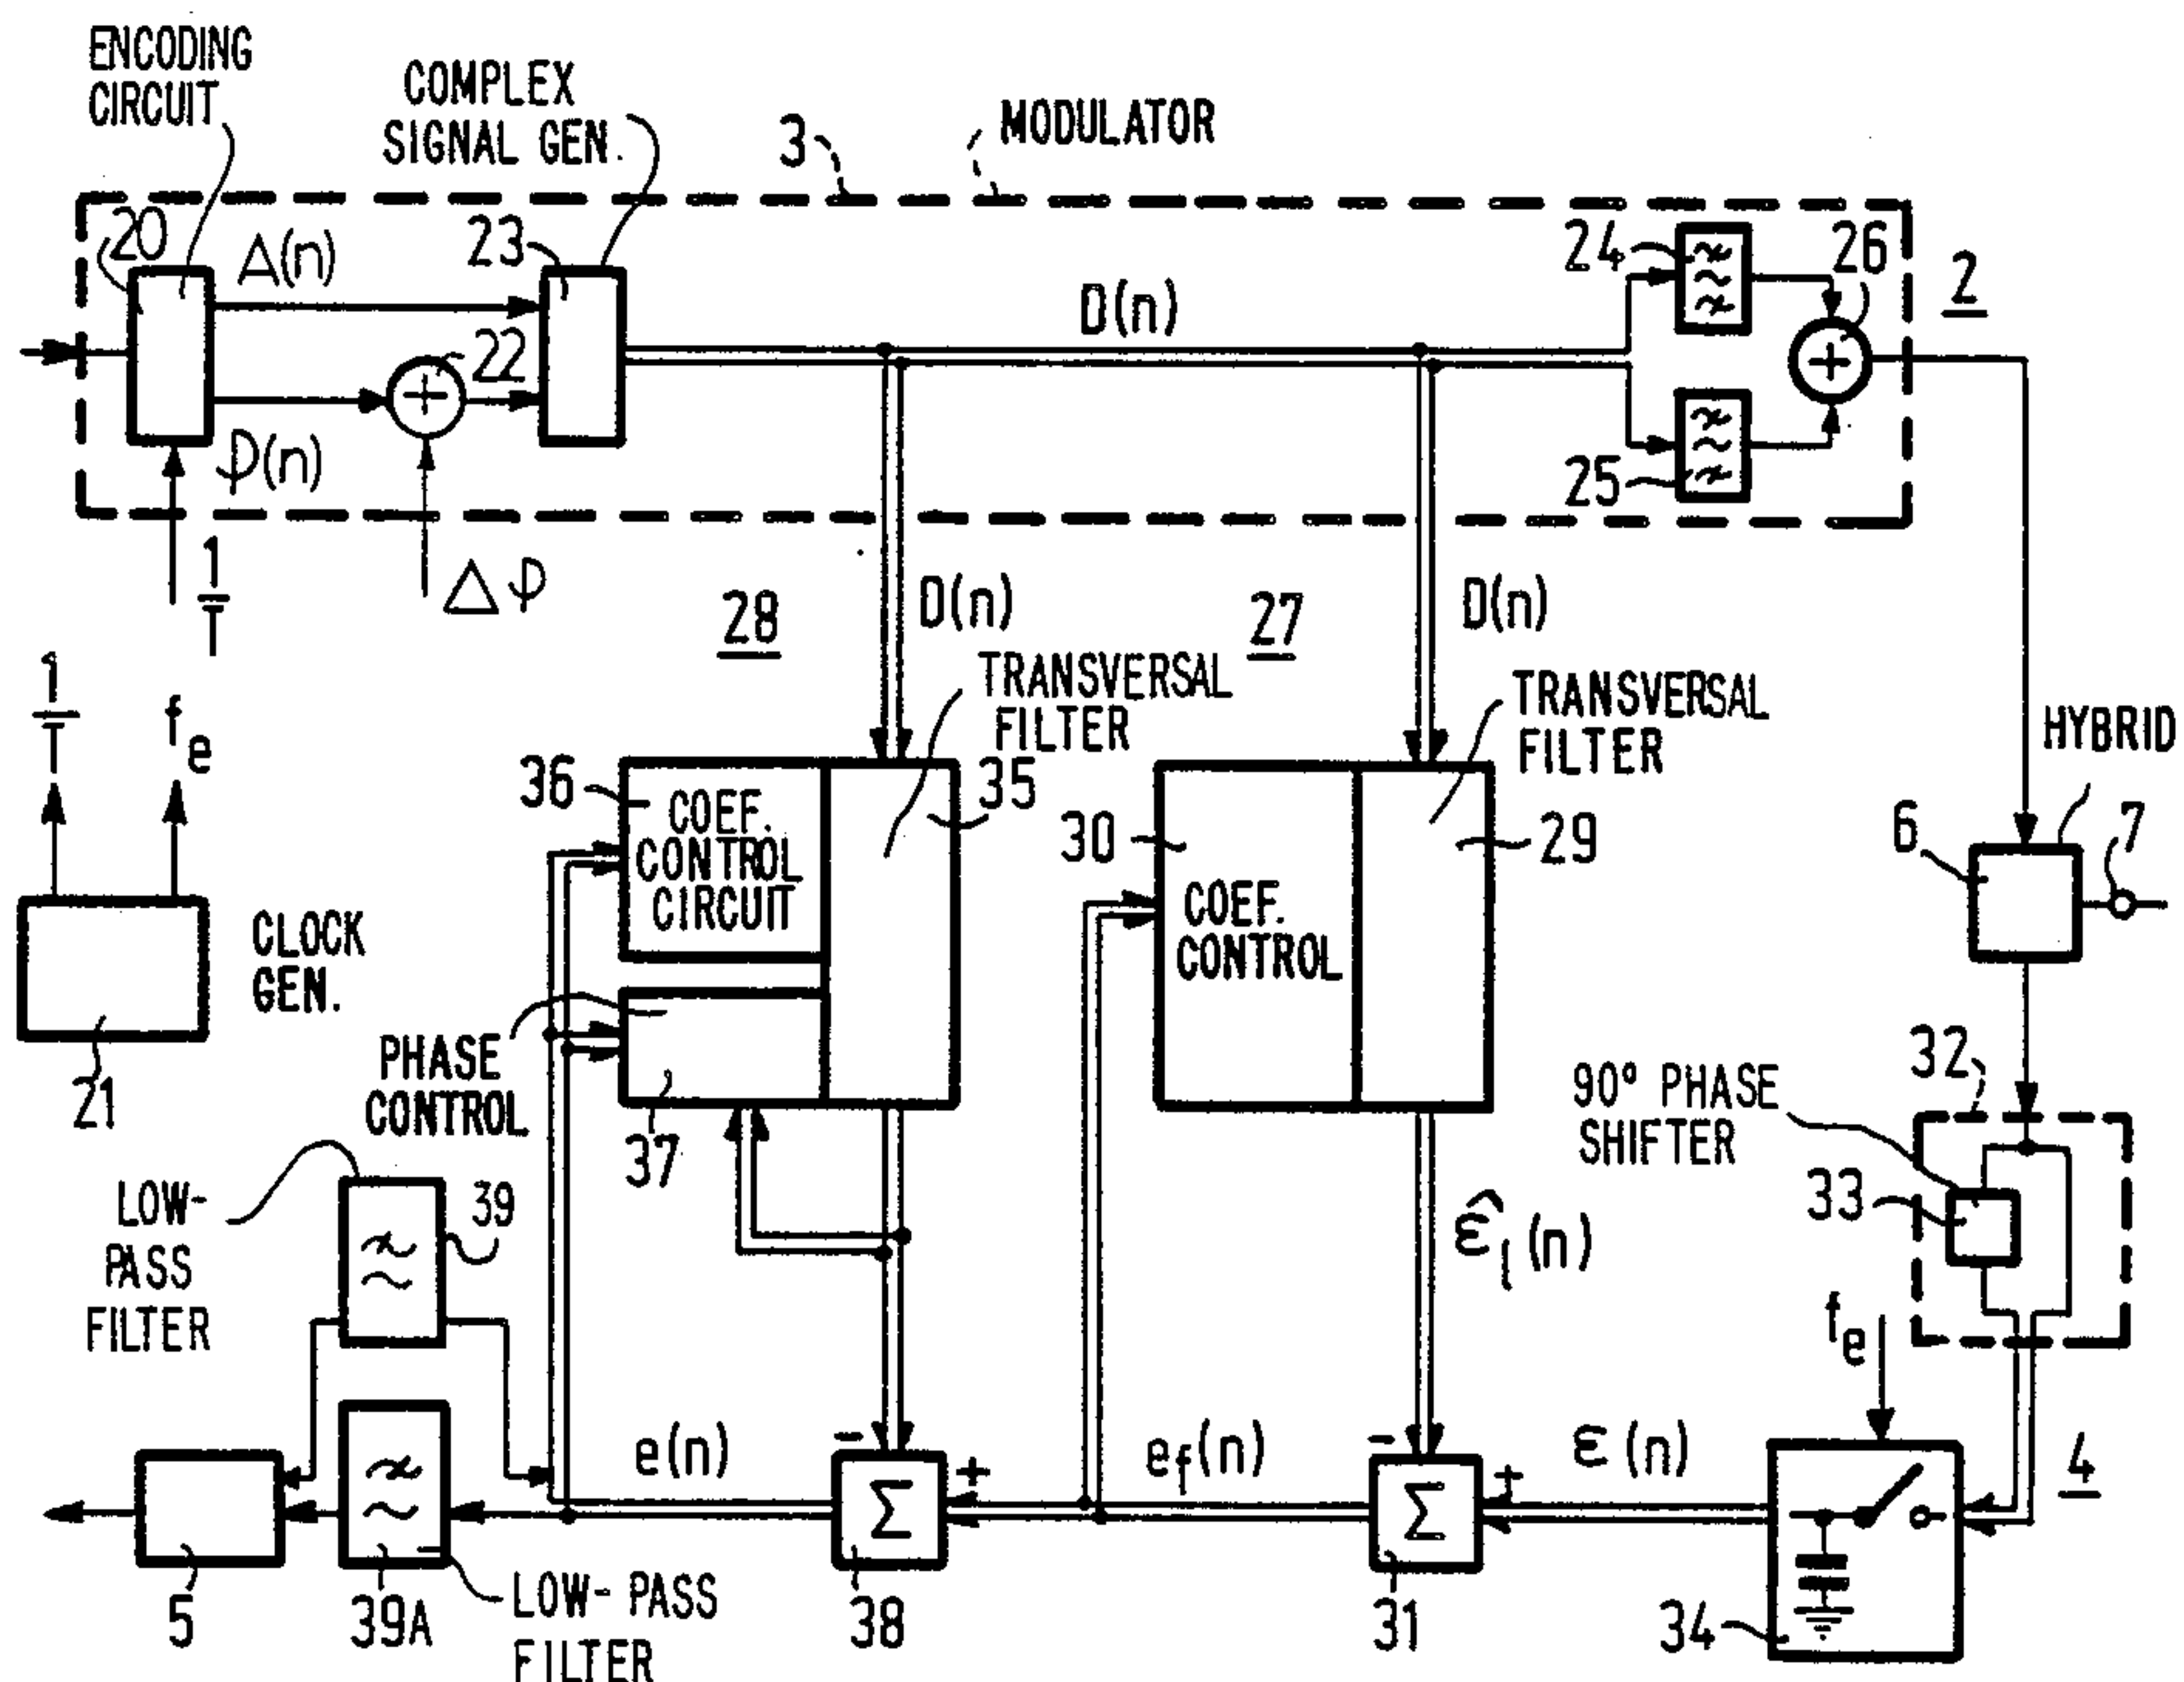 ENCODING
CIRCUIT
COMPLEX
SIGNAL GEN.
3
MODULATOR
20
A(n)
23
D(n)
24
26
2
22
φ(n)
25
1/T
Δφ
28
D(n)
27
D(n)
1/T
fe
TRANSVERSAL
FILTER
TRANSVERSAL
FILTER
HYBRID
36
COEF.
CONTROL
CIRCUIT
35
30
COEF.
CONTROL
29
6
7
CLOCK
GEN.
21
PHASE
CONTROL
37
32
90° PHASE
SHIFTER
33
LOW-
PASS
FILTER
39
ε̂1(n)
fe
e(n)
-
+
Σ
ef(n)
-
+
Σ
ε(n)
4
5
39A
LOW-PASS
FILTER
38
31
34